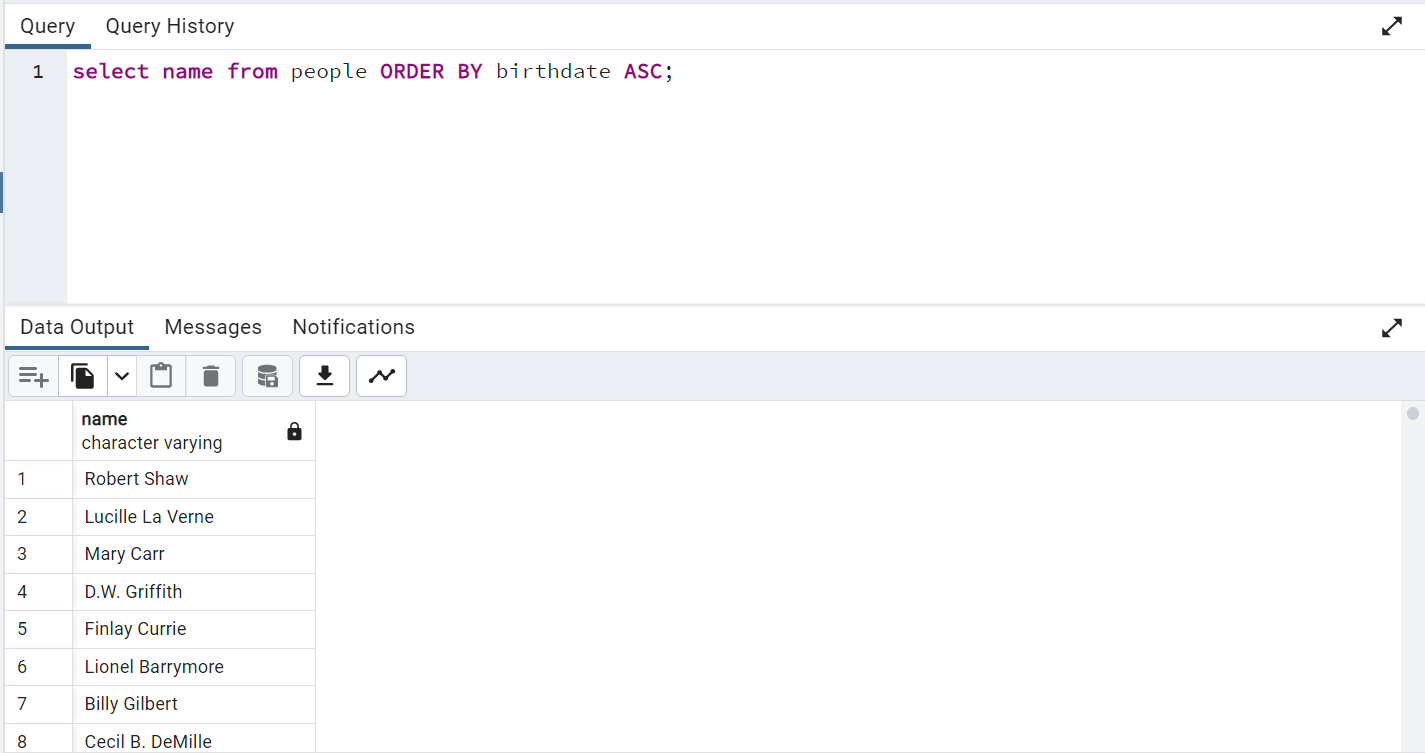 Query Query History
1 select name from people ORDER BY birthdate ASC;
Data Output Messages Notifications
name
character varying
1 Robert Shaw
2 Lucille La Verne
3 Mary Carr
4 D.W. Griffith
5 Finlay Currie
6 Lionel Barrymore
7 Billy Gilbert
8 Cecil B. DeMille